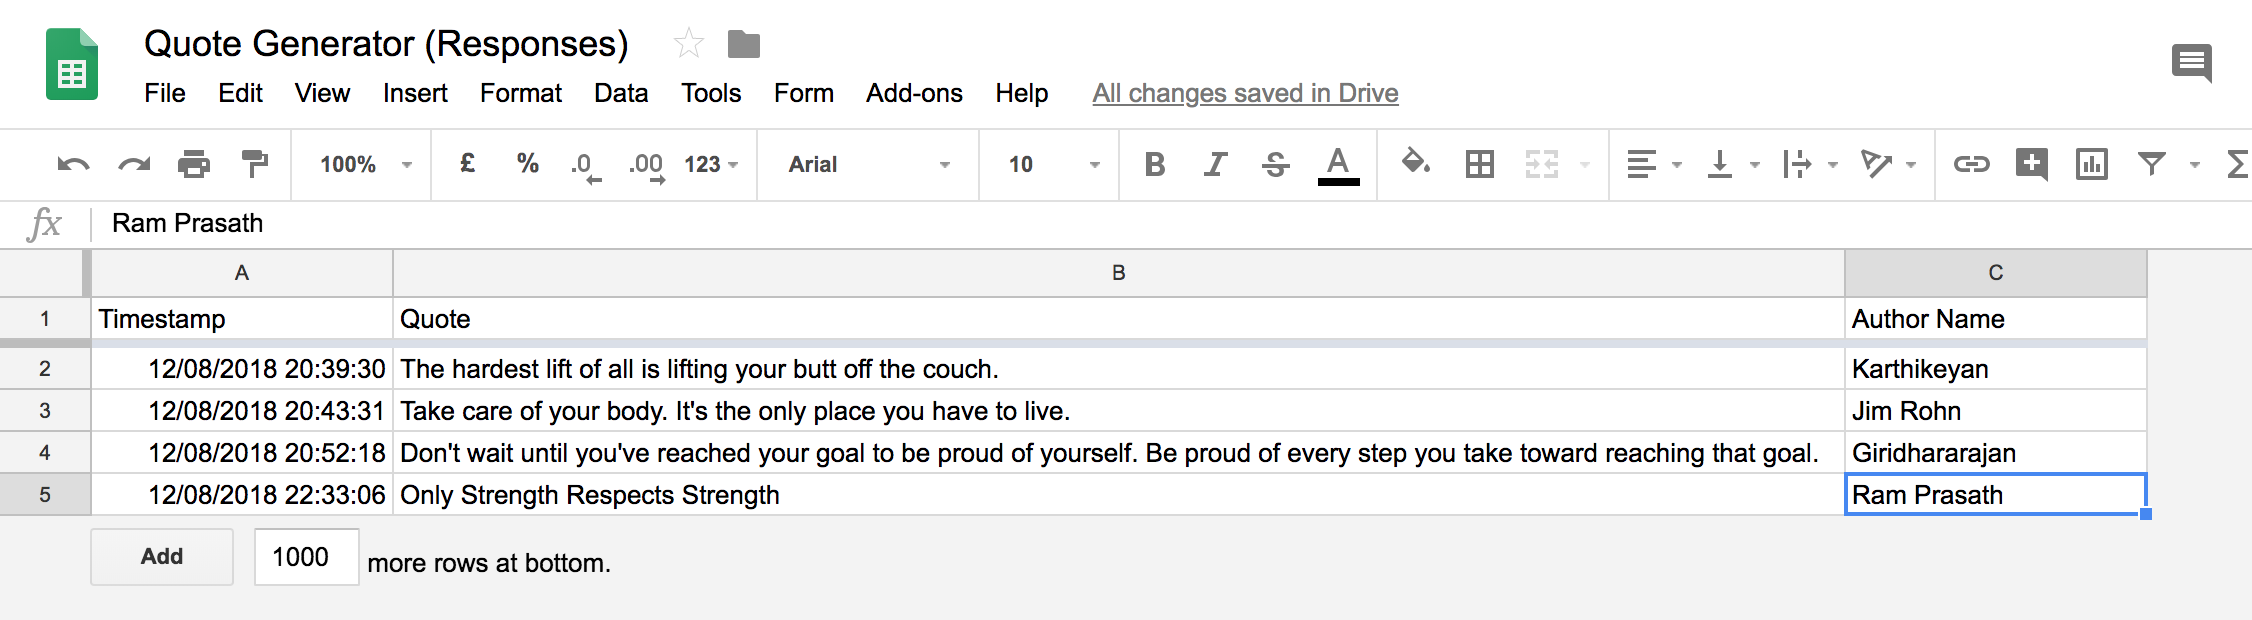 Quote Generator (Responses)
File Edit View Insert Format Data Tools Form Add-ons Help All changes saved in Drive
100% £ % .0 .00 123 Arial 10 B I S A Σ
fx Ram Prasath
A B C
1 Timestamp Quote Author Name
2 12/08/2018 20:39:30 The hardest lift of all is lifting your butt off the couch. Karthikeyan
3 12/08/2018 20:43:31 Take care of your body. It's the only place you have to live. Jim Rohn
4 12/08/2018 20:52:18 Don't wait until you've reached your goal to be proud of yourself. Be proud of every step you take toward reaching that goal. Giridhararajan
5 12/08/2018 22:33:06 Only Strength Respects Strength Ram Prasath
Add 1000 more rows at bottom.